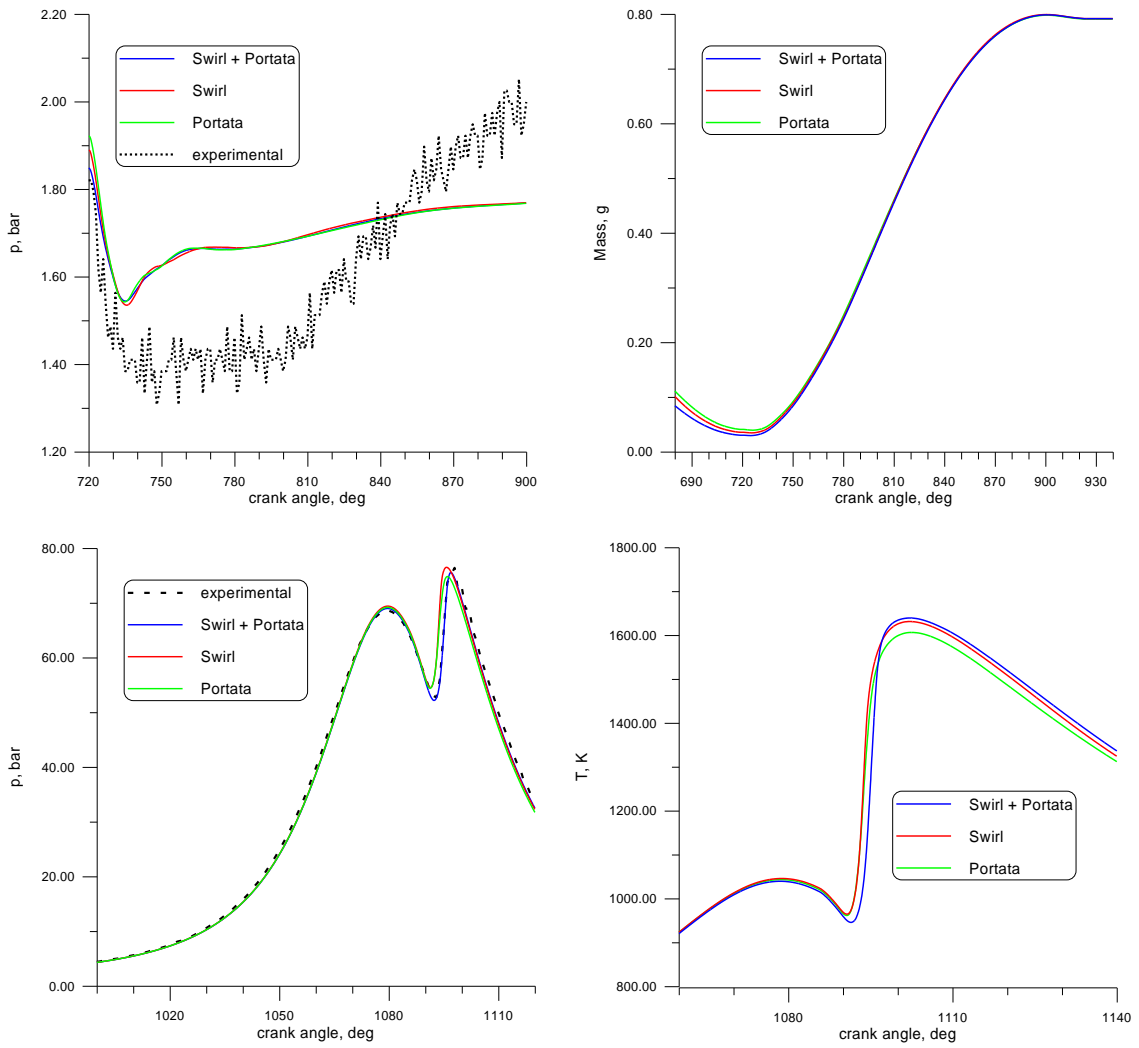 2.20
2.00
1.80
1.60
1.40
1.20
p, bar
Swirl + Portata
Swirl
Portata
experimental
720 750 780 810 840 870 900
crank angle, deg
0.80
0.60
0.40
0.20
0.00
Mass, g
Swirl + Portata
Swirl
Portata
690 720 750 780 810 840 870 900 930
crank angle, deg
80.00
60.00
40.00
20.00
0.00
p, bar
experimental
Swirl + Portata
Swirl
Portata
1020 1050 1080 1110
crank angle, deg
1800.00
1600.00
1400.00
1200.00
1000.00
800.00
T, K
Swirl + Portata
Swirl
Portata
1080 1110 1140
crank angle, deg